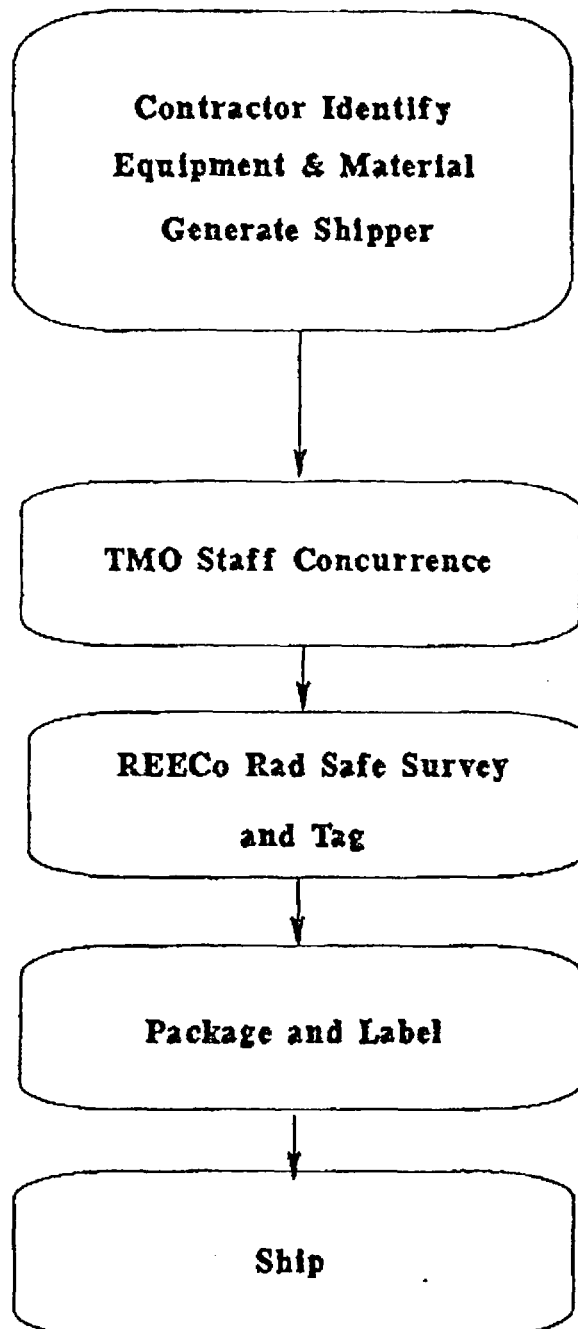 Contractor Identify
Equipment & Material
Generate Shipper
TMO Staff Concurrence
REECo Rad Safe Survey
and Tag
Package and Label
Ship